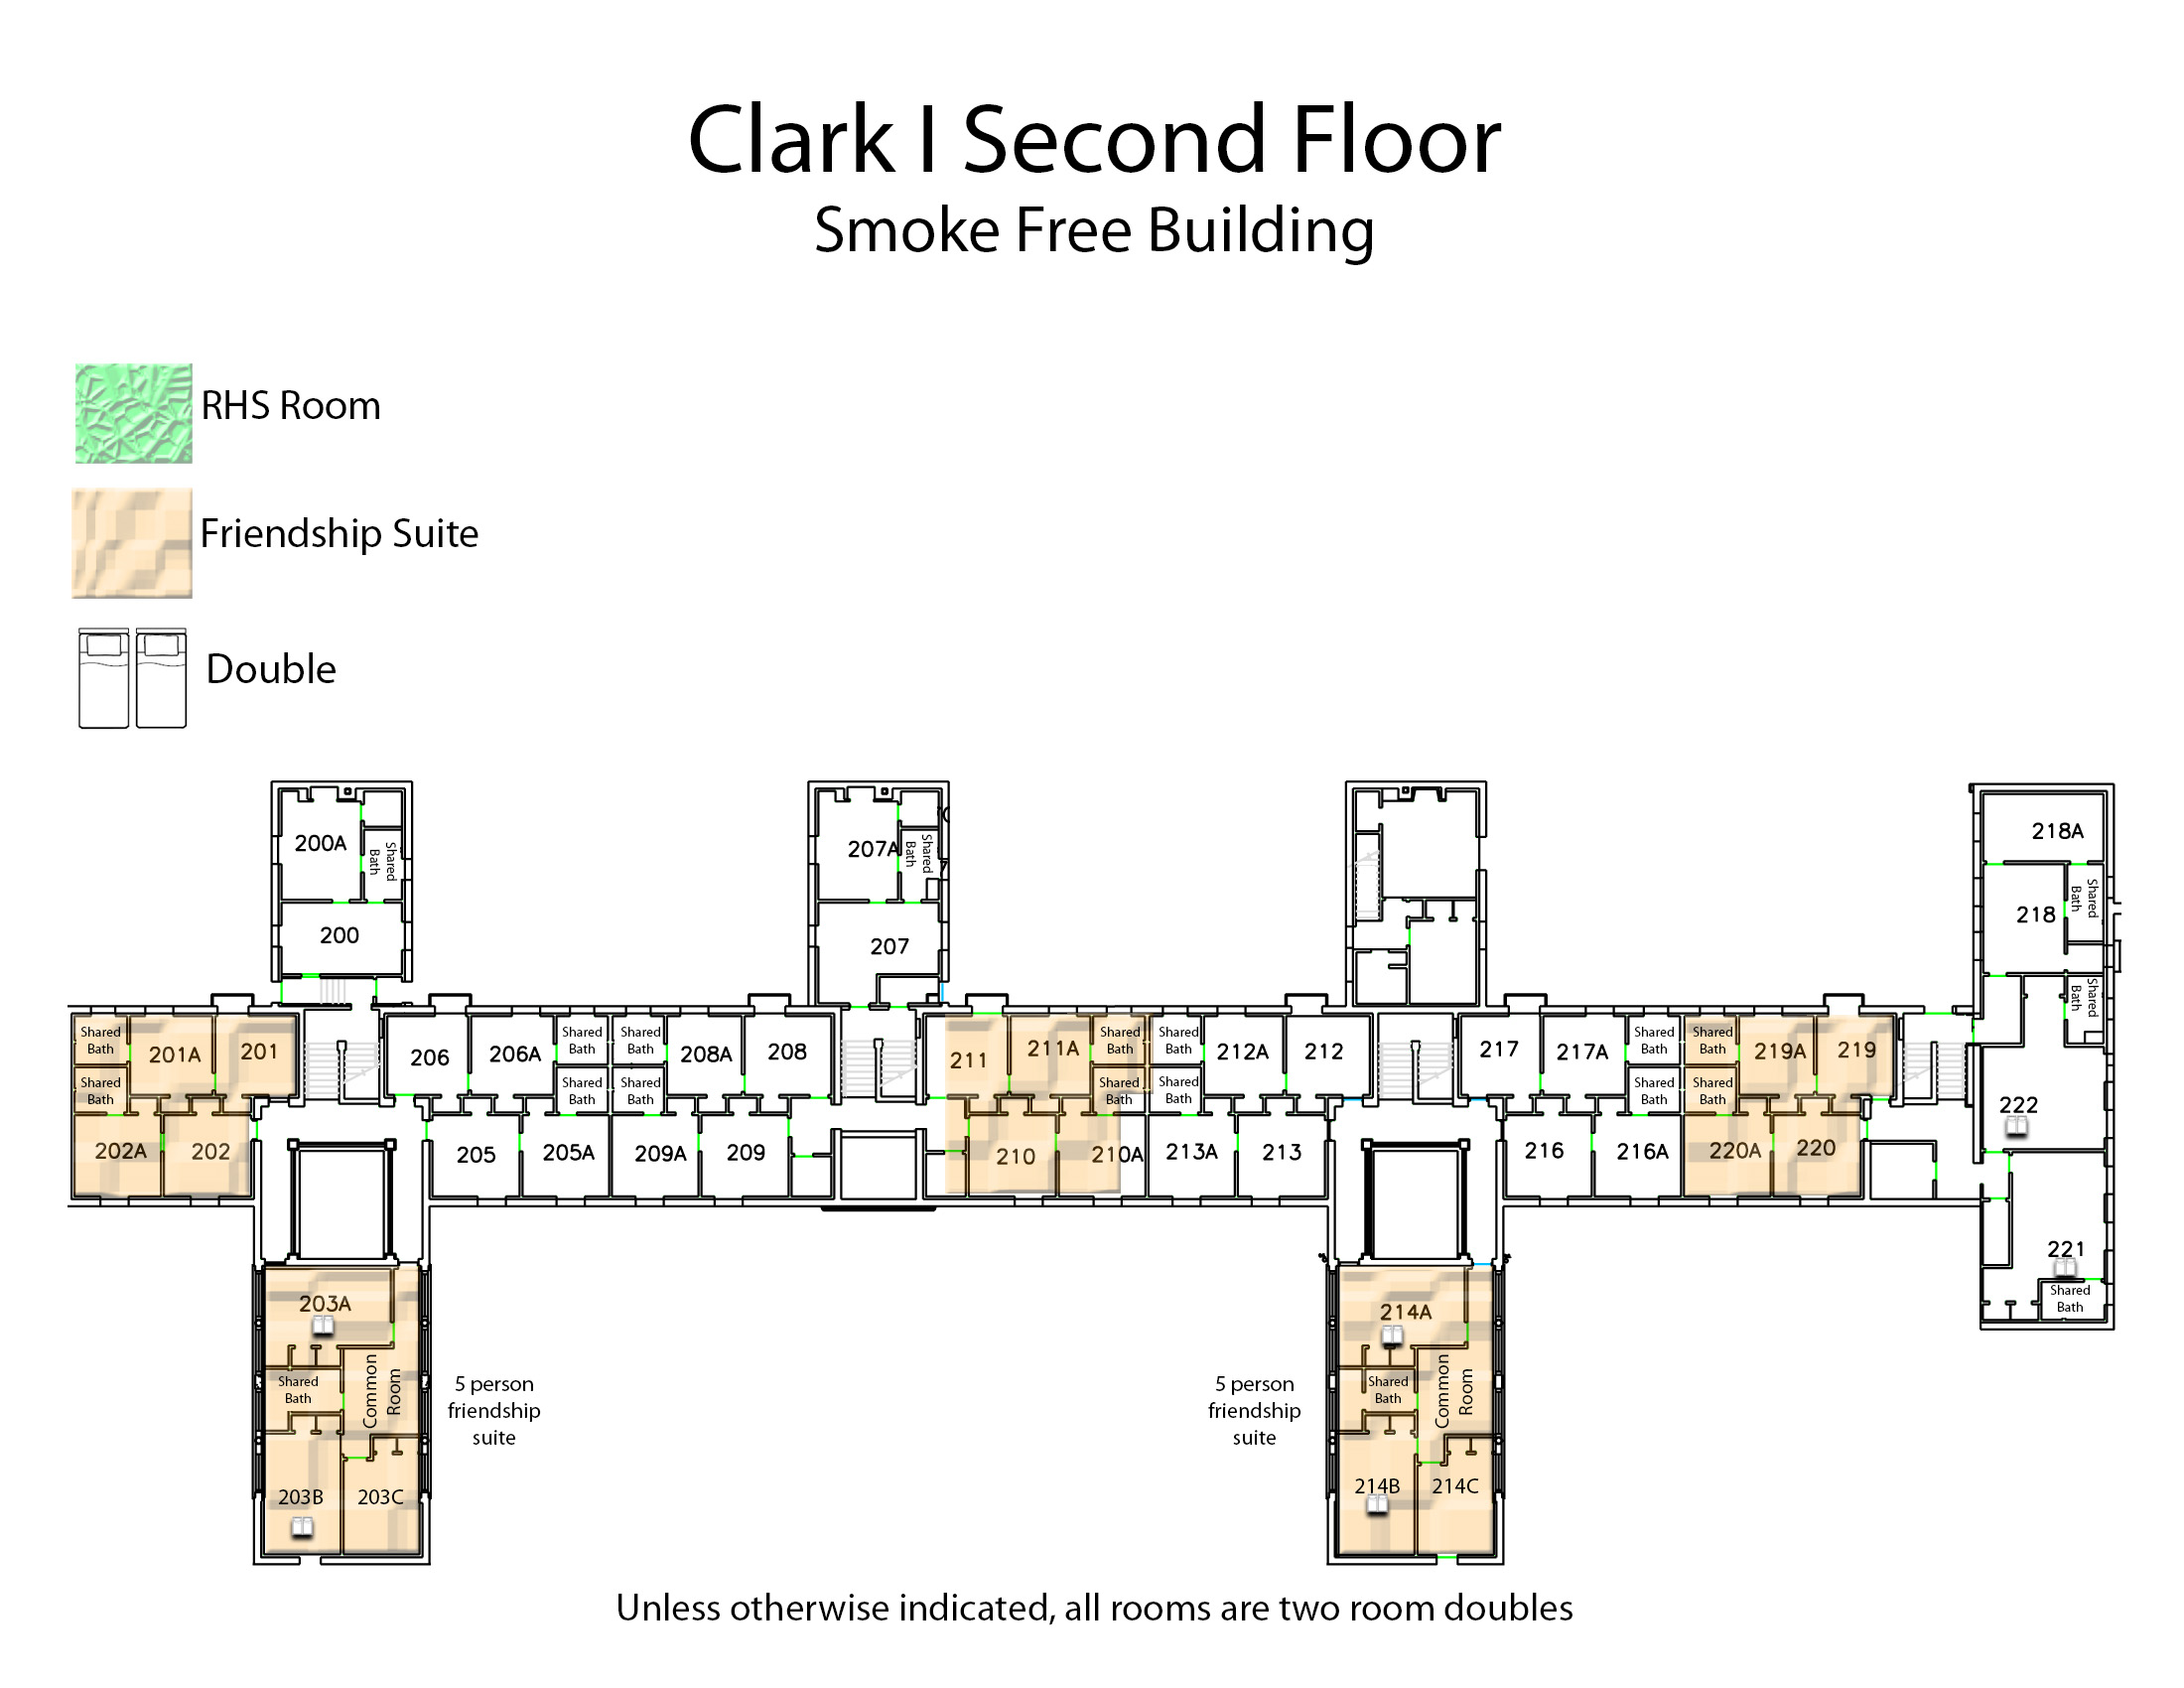 Clark I Second Floor
Smoke Free Building
RHS Room
Friendship Suite
Double
200A
Shared
Bath
200
207A
Shared
Bath
207
218A
218
Shared
Bath
Shared
Bath
Shared
Bath
201A
201
Shared
Bath
202A
202
206
206A
Shared
Bath
Shared
Bath
208A
208
Shared
Bath
Shared
Bath
205
205A
209A
209
211
211A
Shared
Bath
Shared
Bath
212A
212
Shared
Bath
Shared
Bath
210
210A
213A
213
217
217A
Shared
Bath
Shared
Bath
219A
219
Shared
Bath
Shared
Bath
216
216A
220A
220
222
221
Shared
Bath
203A
Shared
Bath
Common
Room
203B
203C
5 person
friendship
suite
5 person
friendship
suite
214A
Shared
Bath
Common
Room
214B
214C
Unless otherwise indicated, all rooms are two room doubles